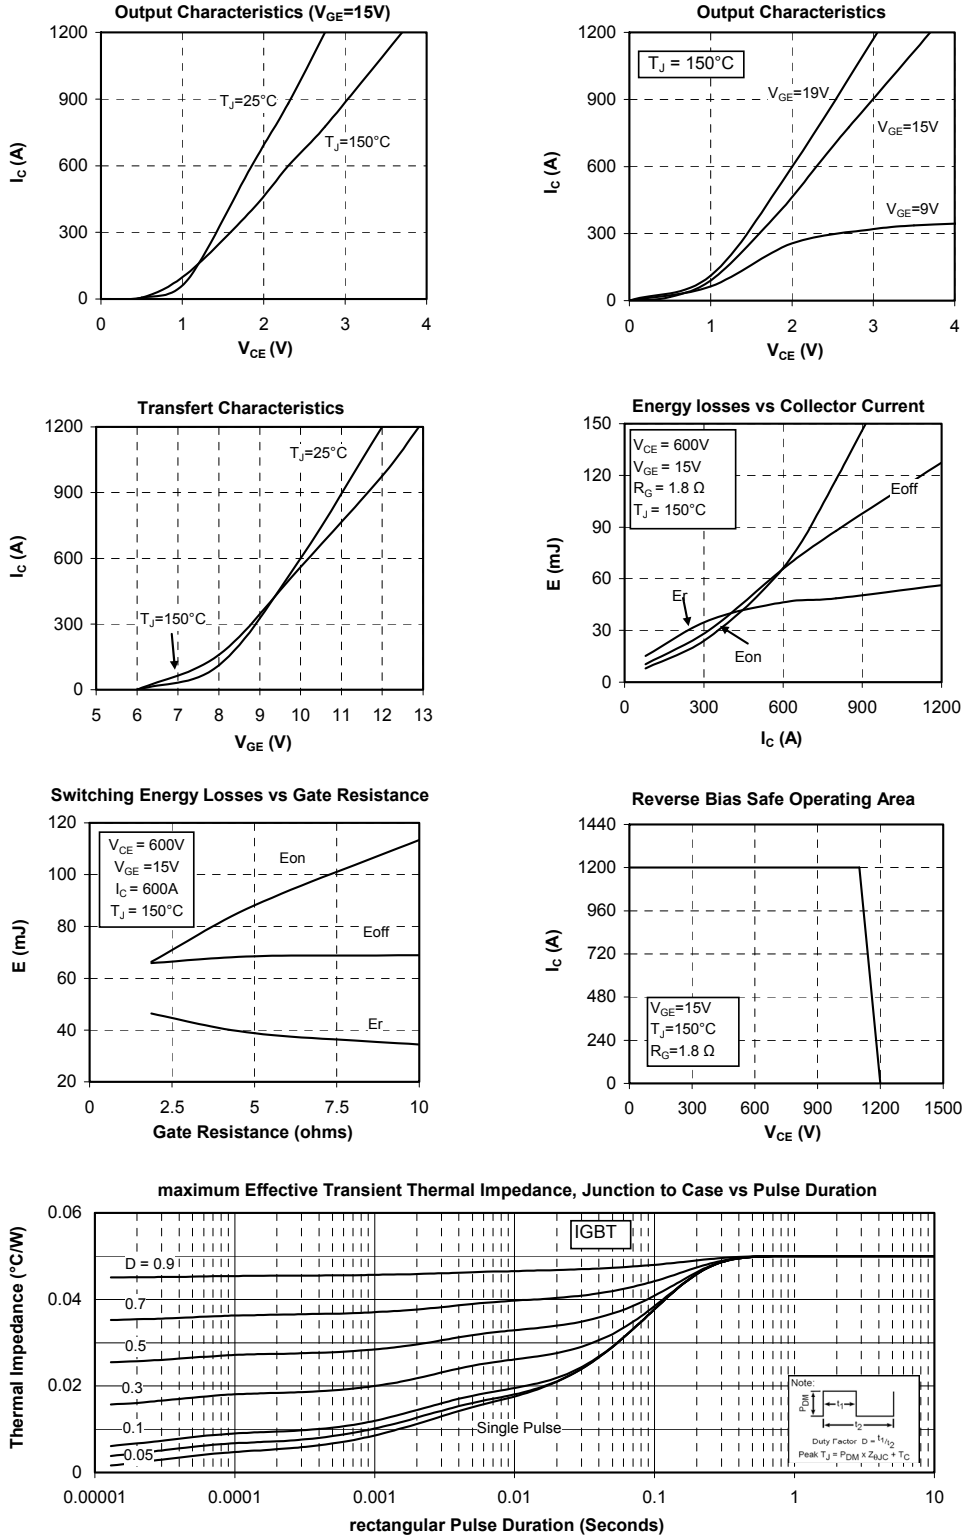 Output Characteristics (VGE=15V)
1200
900
600
300
0
0 1 2 3 4
IC (A)
VCE (V)
TJ=25°C
TJ=150°C
Output Characteristics
1200
900
600
300
0
0 1 2 3 4
IC (A)
VCE (V)
TJ = 150°C
VGE=19V
VGE=15V
VGE=9V
Transfert Characteristics
1200
900
600
300
0
5 6 7 8 9 10 11 12 13
IC (A)
VGE (V)
TJ=25°C
TJ=150°C
Energy losses vs Collector Current
150
120
90
60
30
0
0 300 600 900 1200
E (mJ)
IC (A)
VCE = 600V
VGE = 15V
RG = 1.8 Ω
TJ = 150°C
Eoff
Er
Eon
Switching Energy Losses vs Gate Resistance
120
100
80
60
40
20
0 2.5 5 7.5 10
E (mJ)
Gate Resistance (ohms)
VCE = 600V
VGE =15V
IC = 600A
TJ = 150°C
Eon
Eoff
Er
Reverse Bias Safe Operating Area
1440
1200
960
720
480
240
0
0 300 600 900 1200 1500
IC (A)
VCE (V)
VGE=15V
TJ=150°C
RG=1.8 Ω
maximum Effective Transient Thermal Impedance, Junction to Case vs Pulse Duration
0.06
0.04
0.02
0
0.00001 0.0001 0.001 0.01 0.1 1 10
Thermal Impedance (°C/W)
rectangular Pulse Duration (Seconds)
IGBT
D = 0.9
0.7
0.5
0.3
0.1
0.05
Single Pulse
Note:
PDM
t1
t2
Duty Factor D = t1/t2
Peak TJ = PDM x ZθJC + TC